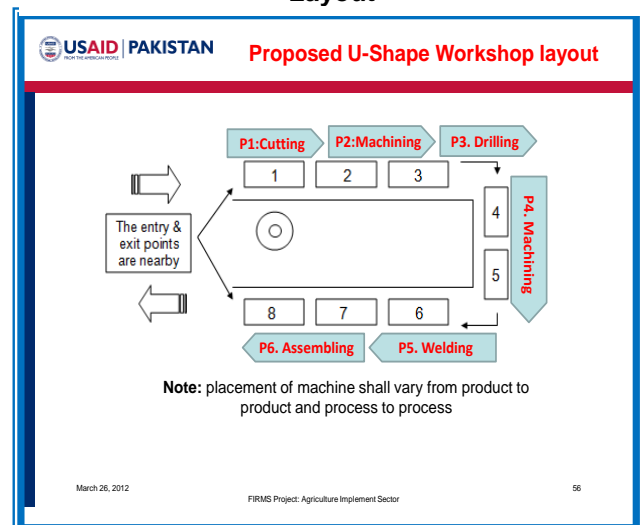 USAID PAKISTAN
FROM THE AMERICAN PEOPLE
Proposed U-Shape Workshop layout
P1:Cutting P2:Machining P3. Drilling
1 2 3
The entry &
exit points
are nearby
4
5
P4. Machining
8 7 6
P6. Assembling P5. Welding
Note: placement of machine shall vary from product to
product and process to process
March 26, 2012
FIRMS Project: Agriculture Implement Sector
56